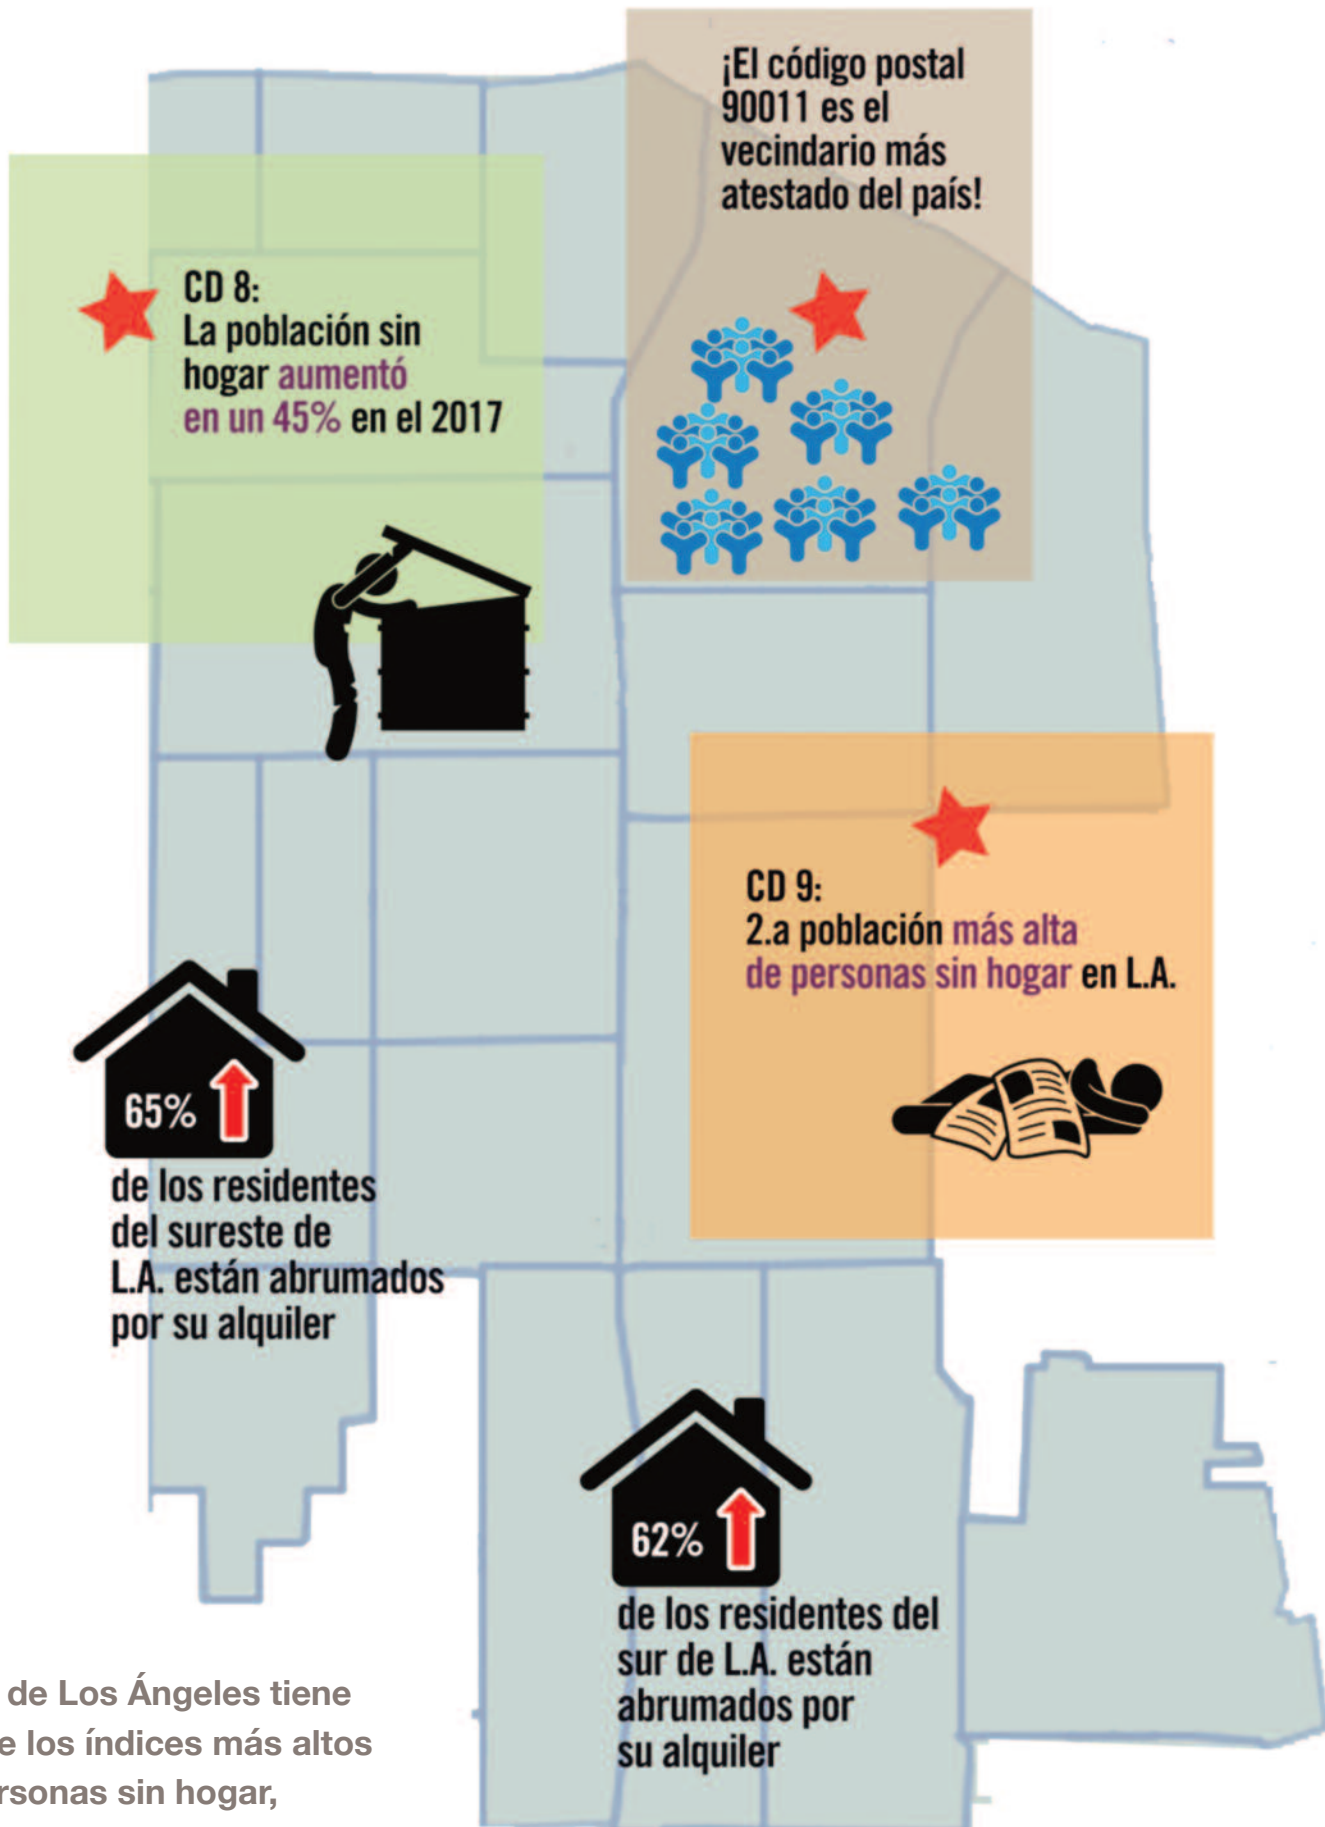 ¡El código postal
90011 es el
vecindario más
atestado del país!
CD 8:
La población sin
hogar aumentó
en un 45% en el 2017
CD 9:
2.a población más alta
de personas sin hogar en L.A.
65%
de los residentes
del sureste de
L.A. están abrumados
por su alquiler
62%
de los residentes del
sur de L.A. están
abrumados por
su alquiler
de Los Ángeles tiene
los índices más altos
sin hogar,